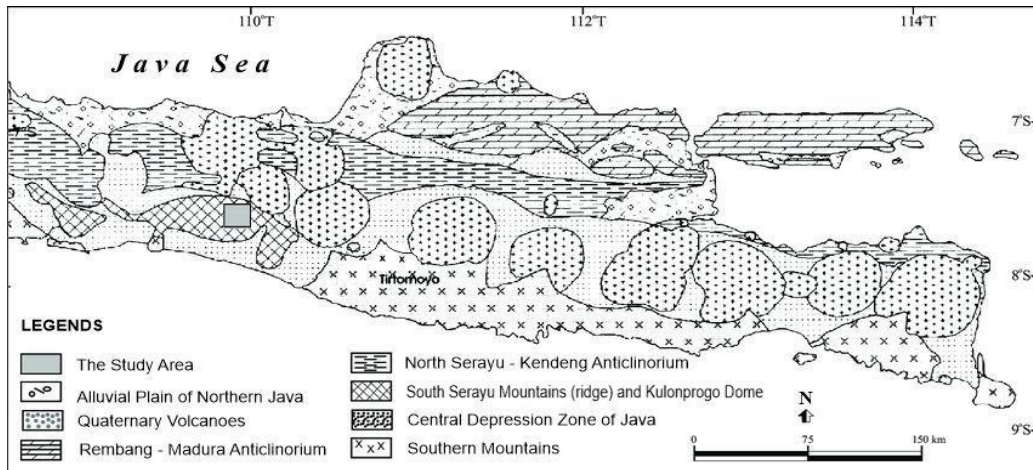 110°T
112°T
114°T
Java Sea
7°S
7°S
8°S
Tirtomoyo
LEGENDS
The Study Area
Alluvial Plain of Northern Java
Quaternary Volcanoes
Rembang - Madura Anticlinorium
North Serayu - Kendeng Anticlinorium
South Serayu Mountains (ridge) and Kulonprogo Dome
Central Depression Zone of Java
Southern Mountains
N
0 75 150 km
9°S